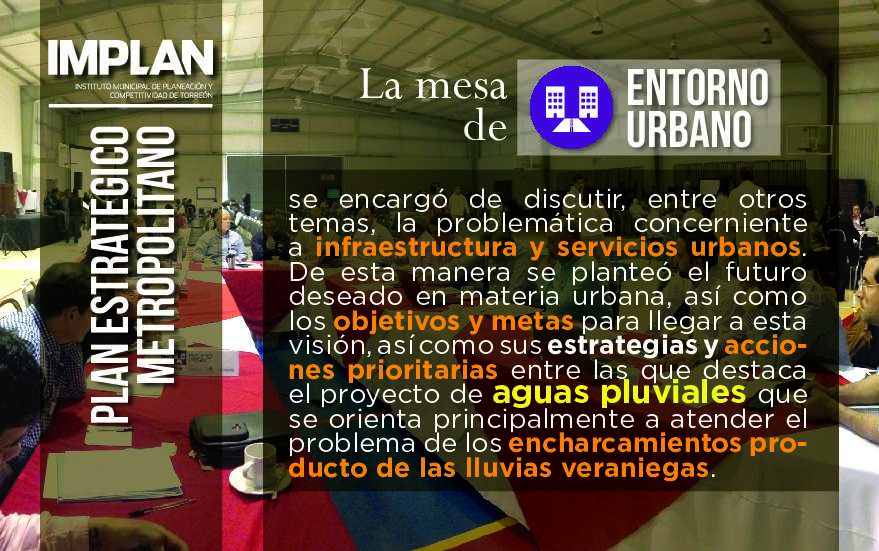 IMPLAN
INSTITUTO MUNICIPAL DE PLANEACIÓN Y
COMPETITIVIDAD DE TORREÓN
PLAN ESTRATÉGICO
METROPOLITANO
La mesa
de
ENTORNO
URBANO
se encargó de discutir, entre otros
temas, la problemática concerniente
a infraestructura y servicios urbanos.
De esta manera se planteó el futuro
deseado en materia urbana, así como
los objetivos y metas para llegar a esta
visión, así como sus estrategias y accio-
nes prioritarias entre las que destaca
el proyecto de aguas pluviales que
se orienta principalmente a atender el
problema de los encharcamientos pro-
ducto de las lluvias veraniegas.